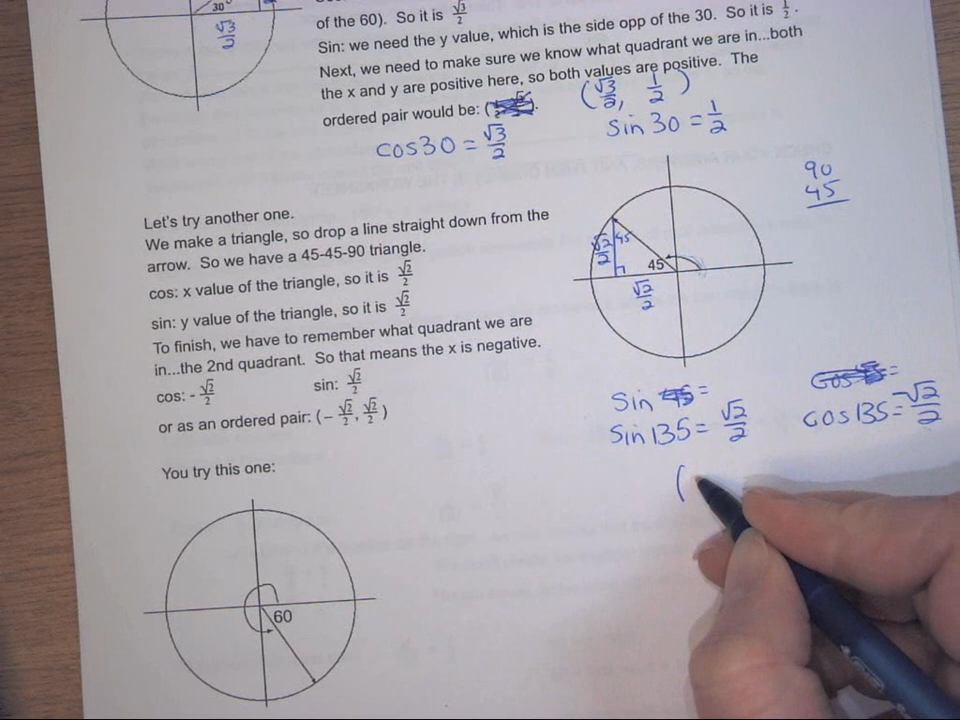 30°
√3/2
of the 60). So it is √3/2
Sin: we need the y value, which is the side opp of the 30. So it is 1/2.
Next, we need to make sure we know what quadrant we are in...both
the x and y are positive here, so both values are positive. The
ordered pair would be: ( ).
(√3/2, 1/2)
cos30 = √3/2
sin30 = 1/2
90
45
Let's try another one.
We make a triangle, so drop a line straight down from the
arrow. So we have a 45-45-90 triangle.
cos: x value of the triangle, so it is √2/2
sin: y value of the triangle, so it is √2/2
To finish, we have to remember what quadrant we are
in...the 2nd quadrant. So that means the x is negative.
cos: -√2/2 sin: √2/2
or as an ordered pair: (-√2/2, √2/2)
√2/2
45
45
√2/2
Sin 45 =
Cos 45 =
Sin 135 = √2/2
Cos 135 = -√2/2
(
You try this one:
60